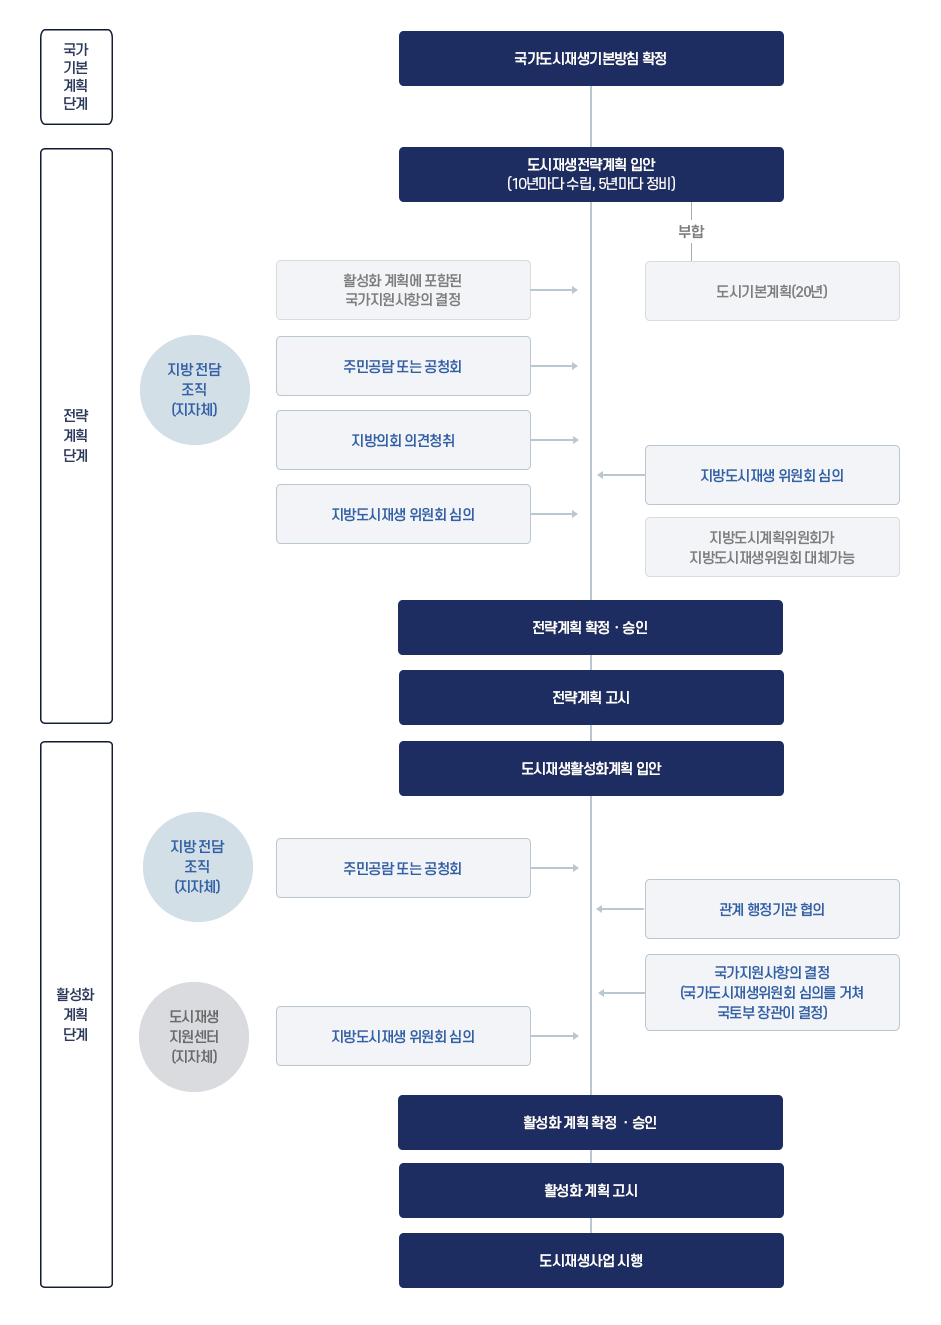 국가
기본
계획
단계
국가도시재생기본방침 확정
도시재생전략계획 입안
(10년마다 수립, 5년마다 정비)
부합
활성화 계획에 포함된
국가지원사항의 결정
도시기본계획(20년)
지방 전담
조직
(지자체)
주민공람 또는 공청회
전략
계획
단계
지방의회 의견청취
지방도시재생 위원회 심의
지방도시재생 위원회 심의
지방도시계획위원회가
지방도시재생위원회 대체가능
전략계획 확정 · 승인
전략계획 고시
도시재생활성화계획 입안
지방 전담
조직
(지자체)
주민공람 또는 공청회
관계 행정기관 협의
활성화
계획
단계
국가지원사항의 결정
(국가도시재생위원회 심의를 거쳐
국토부 장관이 결정)
도시재생
지원센터
(지자체)
지방도시재생 위원회 심의
활성화 계획 확정 · 승인
활성화 계획 고시
도시재생사업 시행